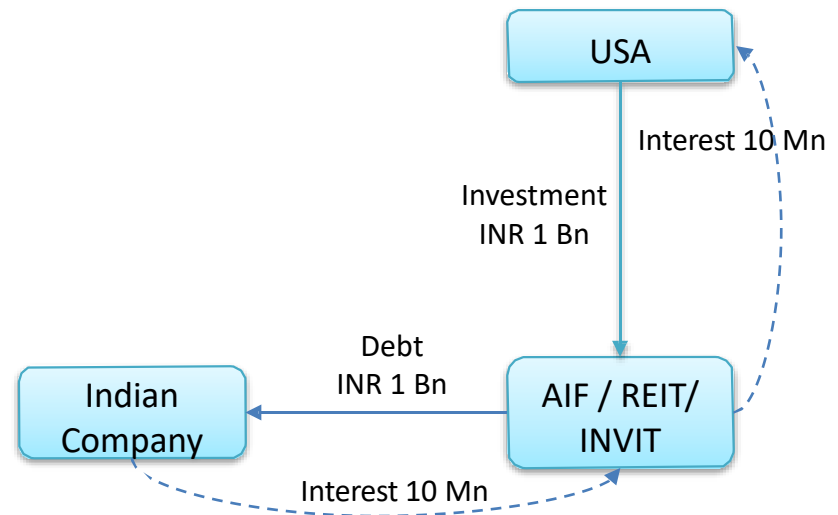 USA
Interest 10 Mn
Investment
INR 1 Bn
Debt
INR 1 Bn
Indian
Company
AIF / REIT/
INVIT
Interest 10 Mn